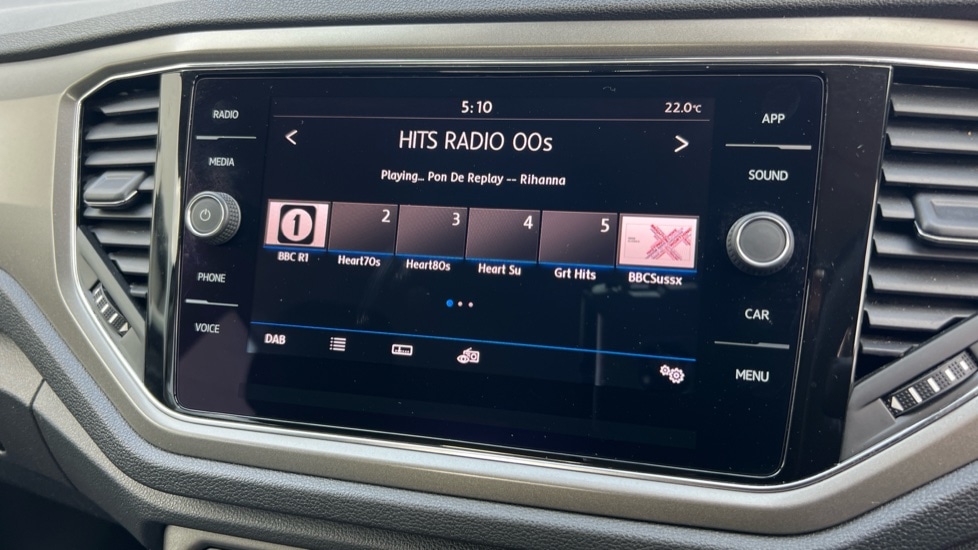 RADIO
MEDIA
PHONE
VOICE
5:10
22.0°C
< HITS RADIO 00s >
Playing... Pon De Replay -- Rihanna
1 2 3 4 5
BBC R1 Heart70s Heart80s Heart Su Grt Hits BBCSussx
DAB
APP
SOUND
CAR
MENU